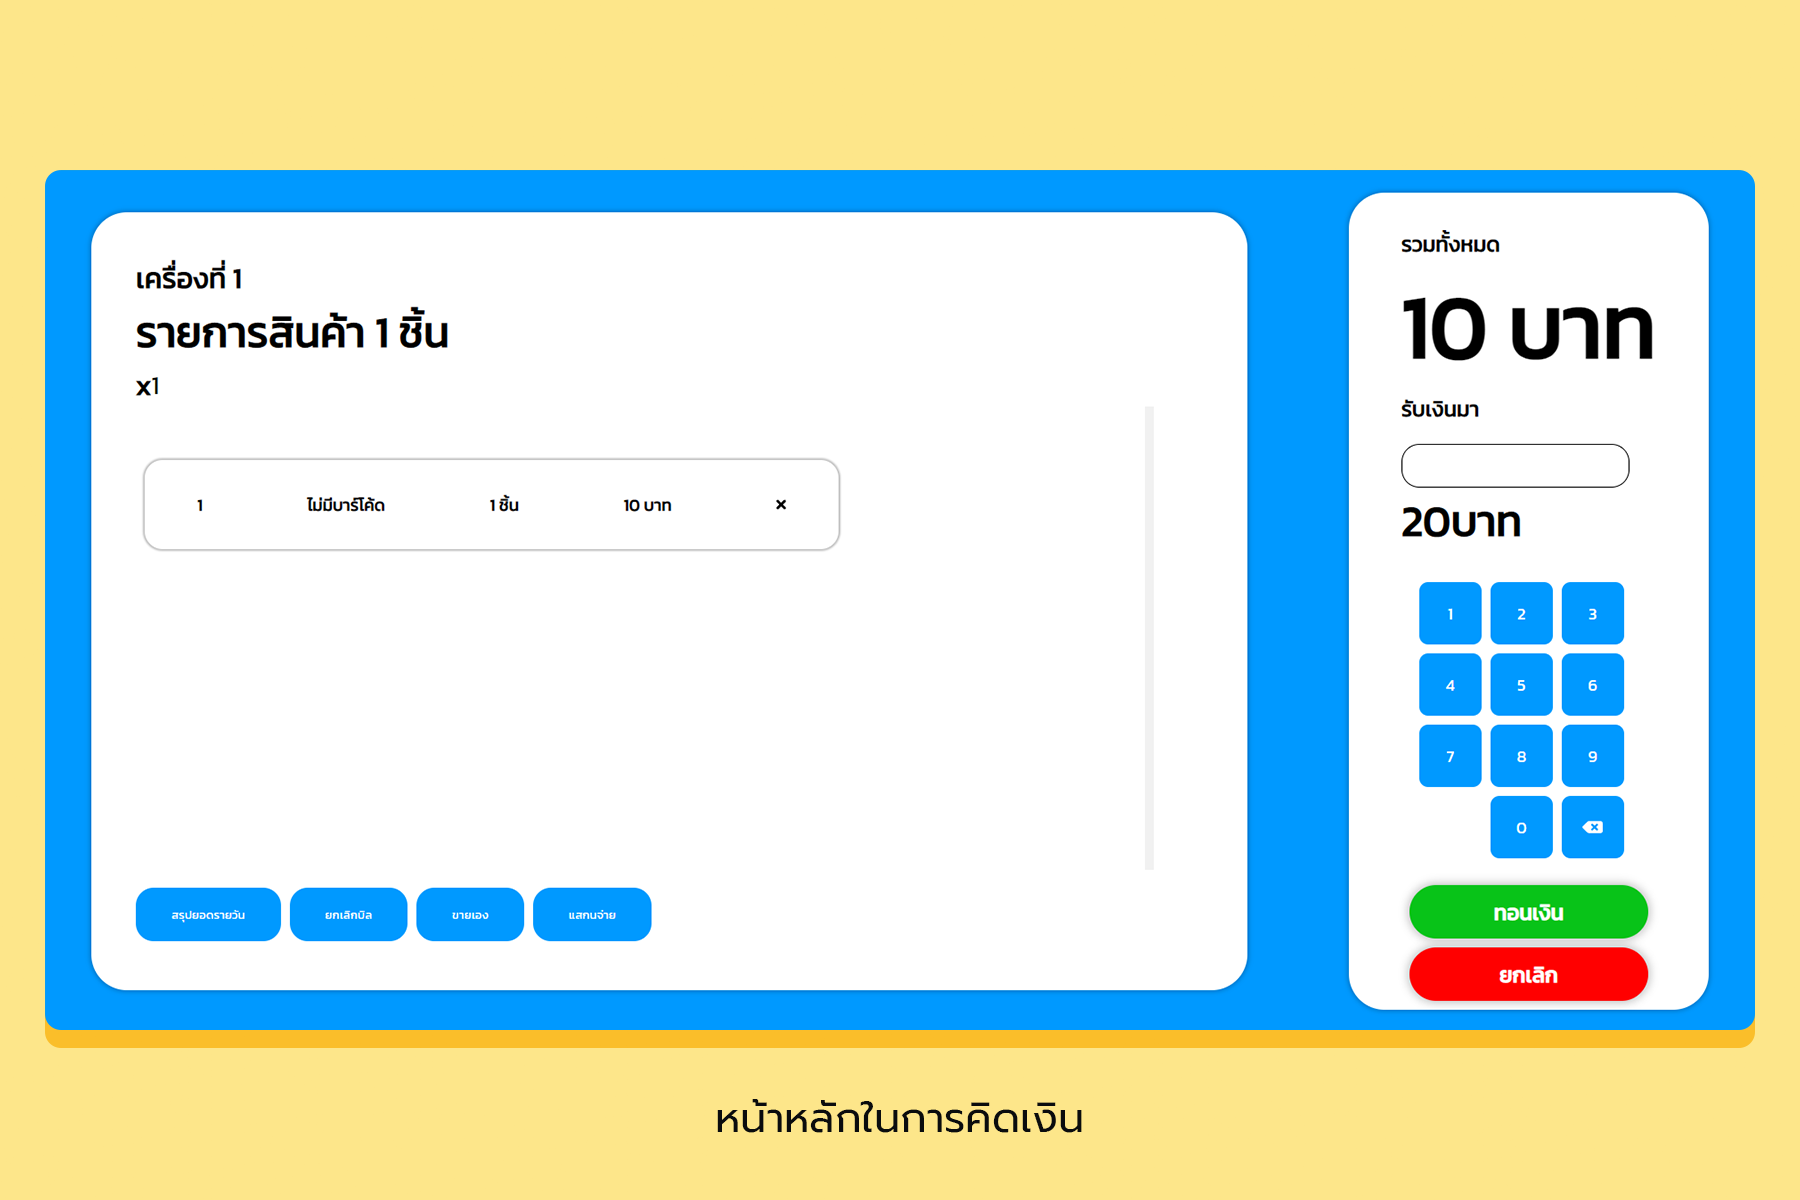 เครื่องที่ 1
รายการสินค้า 1 ชิ้น
x1
1 ไม่มีบาร์โค้ด 1 ชิ้น 10 บาท ×
สรุปยอดรายวัน ยกเลิกบิล ขายเอง แสกนจ่าย
รวมทั้งหมด
10 บาท
รับเงินมา
20บาท
1 2 3
4 5 6
7 8 9
0
ทอนเงิน
ยกเลิก
หน้าหลักในการคิดเงิน